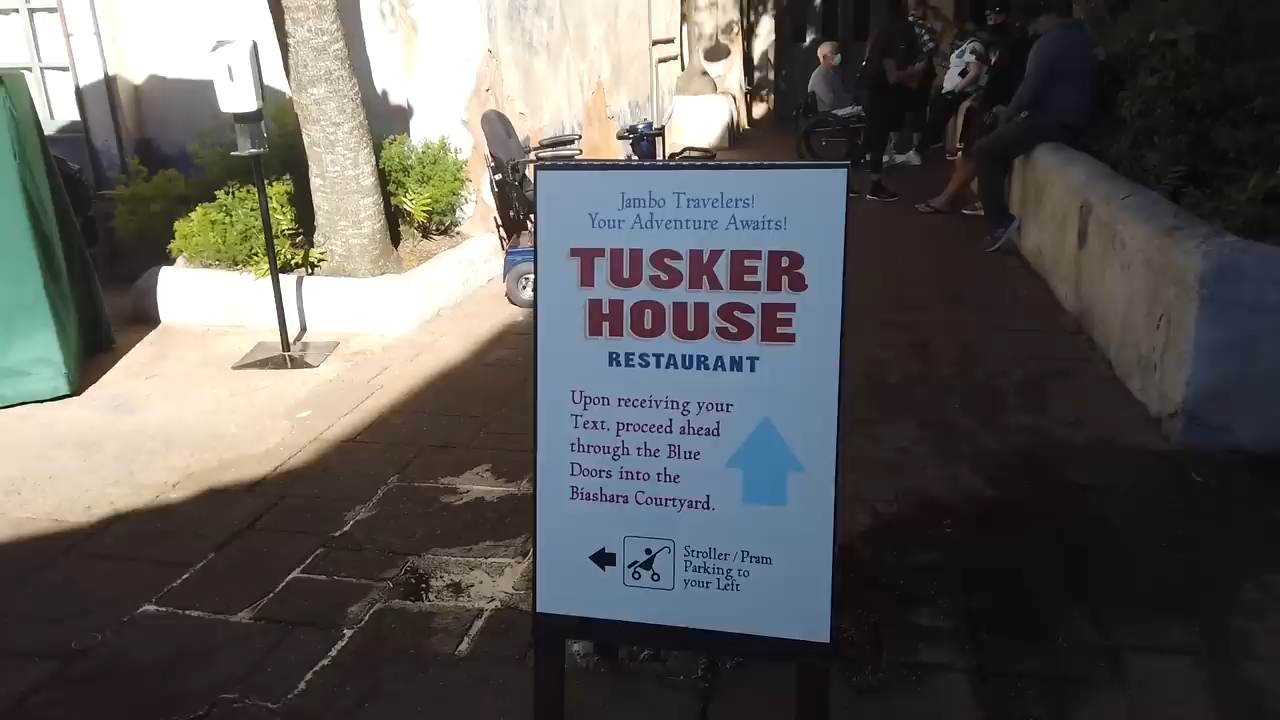 Jambo Travelers!
Your Adventure Awaits!
TUSKER
HOUSE
RESTAURANT
Upon receiving your
Text, proceed ahead
through the Blue
Doors into the
Biashara Courtyard.
Stroller / Pram
Parking to
your Left